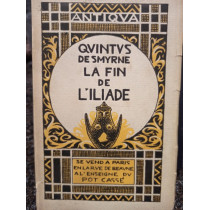 ANTIQVA
QVINTVS
DE SMYRNE
LA FIN
DE
L'ILIADE
SE VEND A PARIS
EN LA RVE DE BEAVNE
A L'ENSEIGNE DV
POT CASSÉ